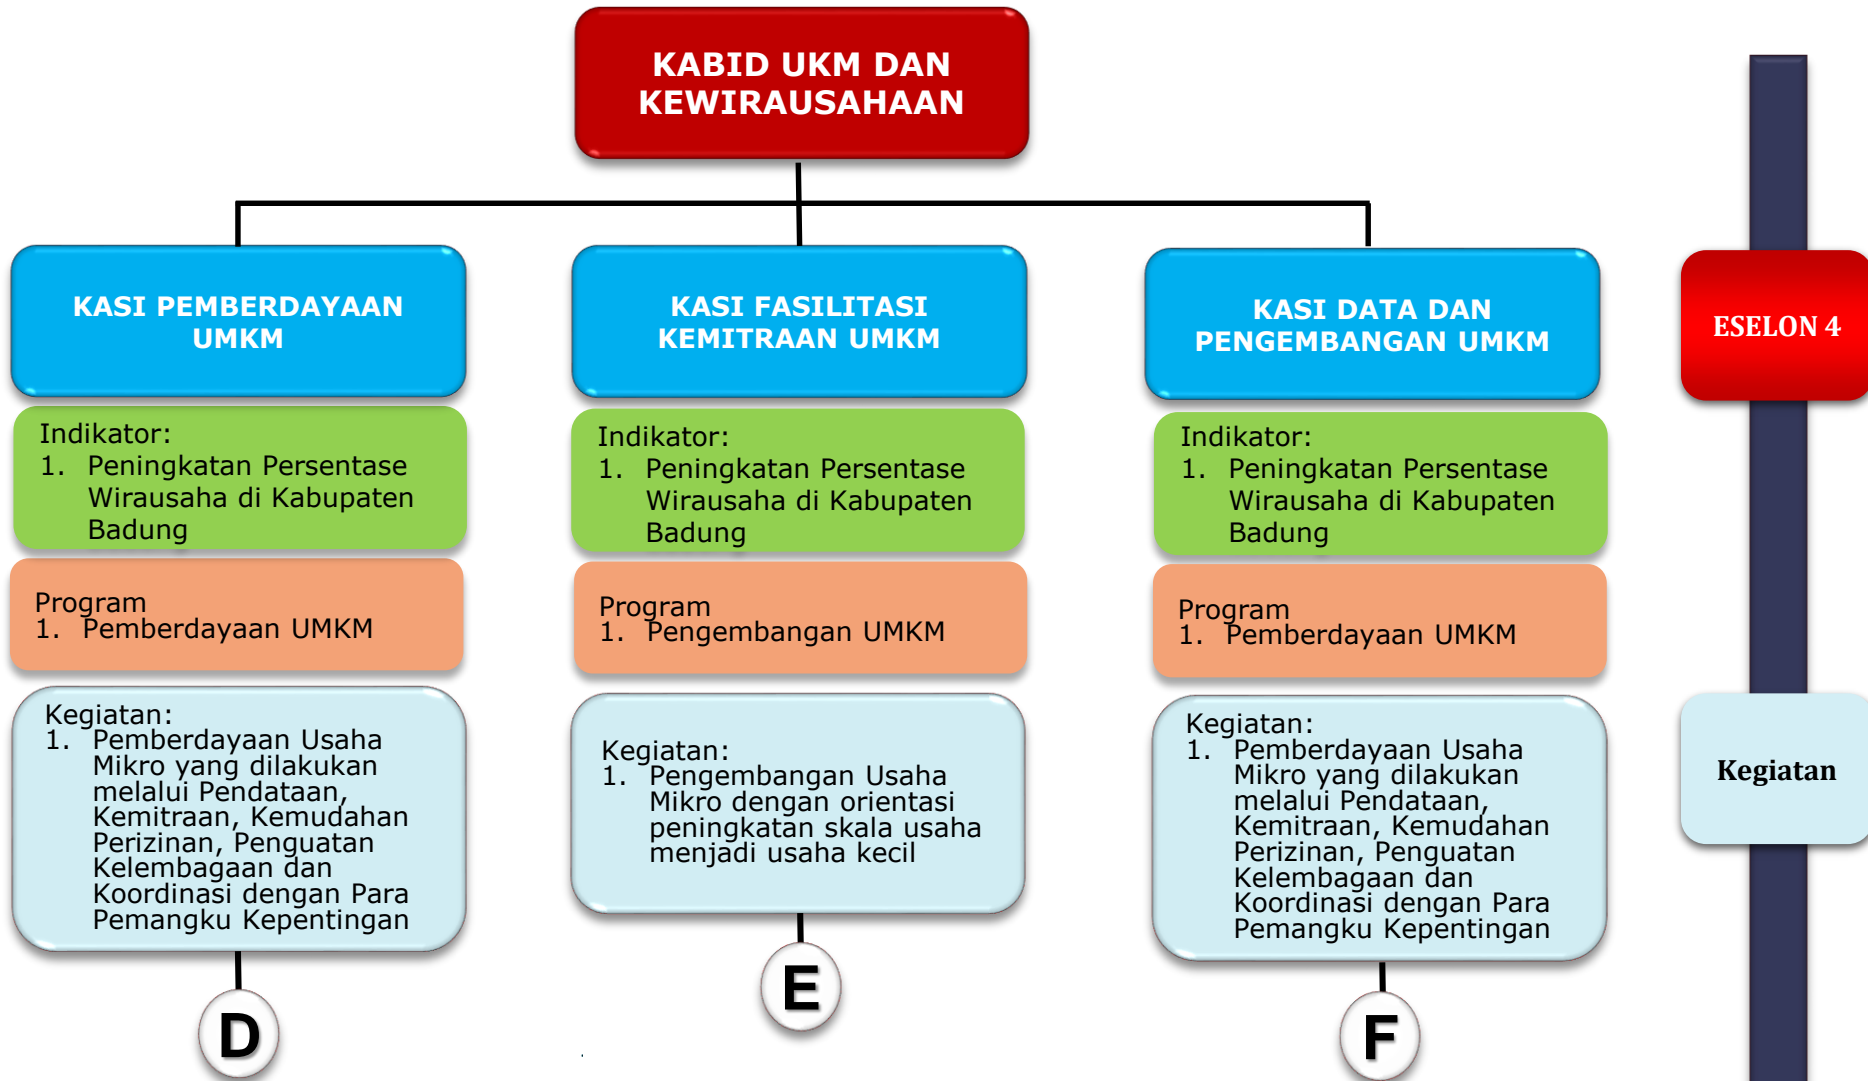 KABID UKM DAN
KEWIRAUSAHAAN
KASI PEMBERDAYAAN
UMKM
Indikator:
1. Peningkatan Persentase
Wirausaha di Kabupaten
Badung
Program
1. Pemberdayaan UMKM
Kegiatan:
1. Pemberdayaan Usaha
Mikro yang dilakukan
melalui Pendataan,
Kemitraan, Kemudahan
Perizinan, Penguatan
Kelembagaan dan
Koordinasi dengan Para
Pemangku Kepentingan
D
KASI FASILITASI
KEMITRAAN UMKM
Indikator:
1. Peningkatan Persentase
Wirausaha di Kabupaten
Badung
Program
1. Pengembangan UMKM
Kegiatan:
1. Pengembangan Usaha
Mikro dengan orientasi
peningkatan skala usaha
menjadi usaha kecil
E
KASI DATA DAN
PENGEMBANGAN UMKM
Indikator:
1. Peningkatan Persentase
Wirausaha di Kabupaten
Badung
Program
1. Pemberdayaan UMKM
Kegiatan:
1. Pemberdayaan Usaha
Mikro yang dilakukan
melalui Pendataan,
Kemitraan, Kemudahan
Perizinan, Penguatan
Kelembagaan dan
Koordinasi dengan Para
Pemangku Kepentingan
F
ESELON 4
Kegiatan